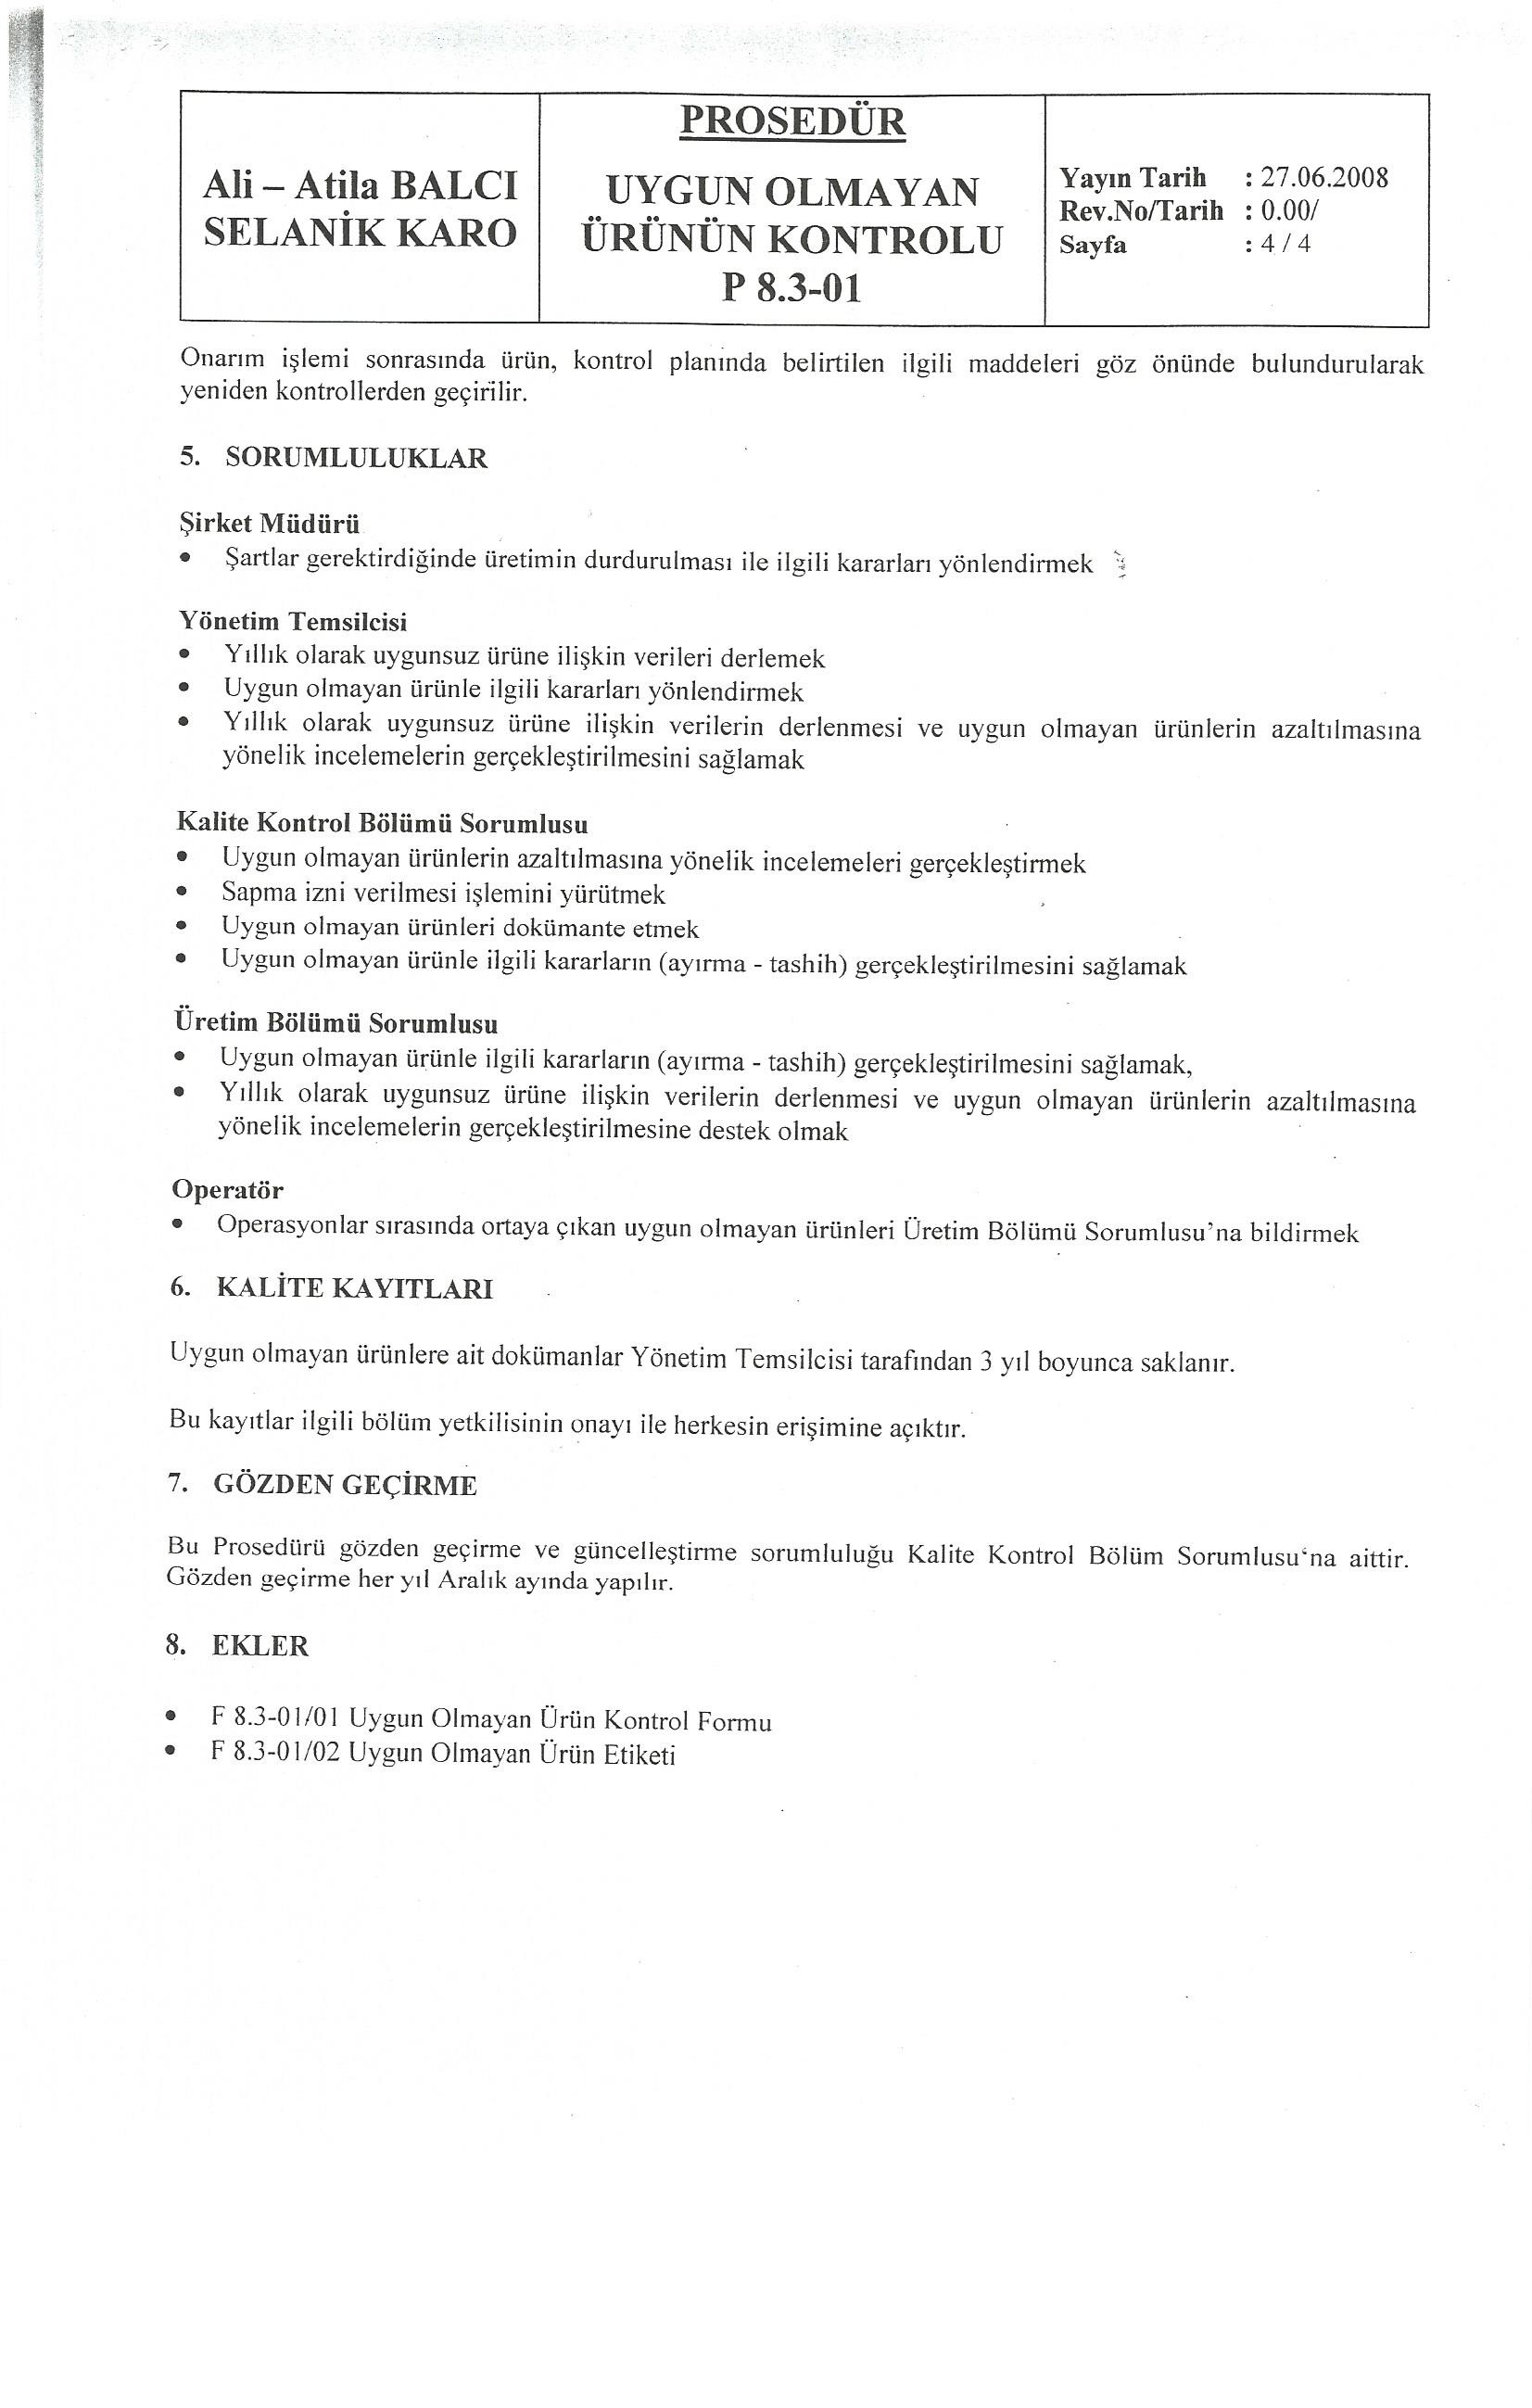 PROSEDÜR
Ali – Atila BALCI
SELANİK KARO
UYGUN OLMAYAN
ÜRÜNÜN KONTROLU
P 8.3-01
Yayın Tarih : 27.06.2008
Rev.No/Tarih : 0.00/
Sayfa : 4 / 4
Onarım işlemi sonrasında ürün, kontrol planında belirtilen ilgili maddeleri göz önünde bulundurularak
yeniden kontrollerden geçirilir.
5. SORUMLULUKLAR
Şirket Müdürü
• Şartlar gerektirdiğinde üretimin durdurulması ile ilgili kararları yönlendirmek
Yönetim Temsilcisi
• Yıllık olarak uygunsuz ürüne ilişkin verileri derlemek
• Uygun olmayan ürünle ilgili kararları yönlendirmek
• Yıllık olarak uygunsuz ürüne ilişkin verilerin derlenmesi ve uygun olmayan ürünlerin azaltılmasına
yönelik incelemelerin gerçekleştirilmesini sağlamak
Kalite Kontrol Bölümü Sorumlusu
• Uygun olmayan ürünlerin azaltılmasına yönelik incelemeleri gerçekleştirmek
• Sapma izni verilmesi işlemini yürütmek
• Uygun olmayan ürünleri dokümante etmek
• Uygun olmayan ürünle ilgili kararların (ayırma - tashih) gerçekleştirilmesini sağlamak
Üretim Bölümü Sorumlusu
• Uygun olmayan ürünle ilgili kararların (ayırma - tashih) gerçekleştirilmesini sağlamak,
• Yıllık olarak uygunsuz ürüne ilişkin verilerin derlenmesi ve uygun olmayan ürünlerin azaltılmasına
yönelik incelemelerin gerçekleştirilmesine destek olmak
Operatör
• Operasyonlar sırasında ortaya çıkan uygun olmayan ürünleri Üretim Bölümü Sorumlusu'na bildirmek
6. KALİTE KAYITLARI
Uygun olmayan ürünlere ait dokümanlar Yönetim Temsilcisi tarafından 3 yıl boyunca saklanır.
Bu kayıtlar ilgili bölüm yetkilisinin onayı ile herkesin erişimine açıktır.
7. GÖZDEN GEÇİRME
Bu Prosedürü gözden geçirme ve güncelleştirme sorumluluğu Kalite Kontrol Bölüm Sorumlusu‘na aittir.
Gözden geçirme her yıl Aralık ayında yapılır.
8. EKLER
• F 8.3-01/01 Uygun Olmayan Ürün Kontrol Formu
• F 8.3-01/02 Uygun Olmayan Ürün Etiketi